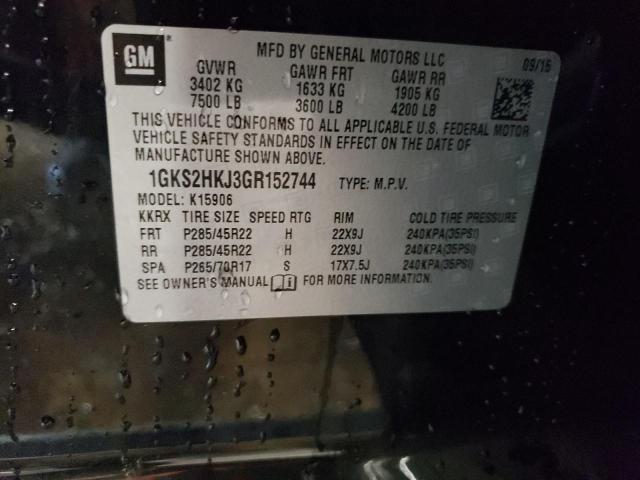 GM
MFD BY GENERAL MOTORS LLC 09/15
GVWR GAWR FRT GAWR RR
3402 KG 1633 KG 1905 KG
7500 LB 3600 LB 4200 LB
THIS VEHICLE CONFORMS TO ALL APPLICABLE U.S. FEDERAL MOTOR
VEHICLE SAFETY STANDARDS IN EFFECT ON THE DATE OF
MANUFACTURE SHOWN ABOVE.
1GKS2HKJ3GR152744 TYPE: M.P.V.
MODEL: K15906
KKRX TIRE SIZE SPEED RTG RIM COLD TIRE PRESSURE
FRT P285/45R22 H 22X9J 240KPA(35PSI)
RR P285/45R22 H 22X9J 240KPA(35PSI)
SPA P265/70R17 S 17X7.5J 240KPA(35PSI)
SEE OWNER'S MANUAL FOR MORE INFORMATION.